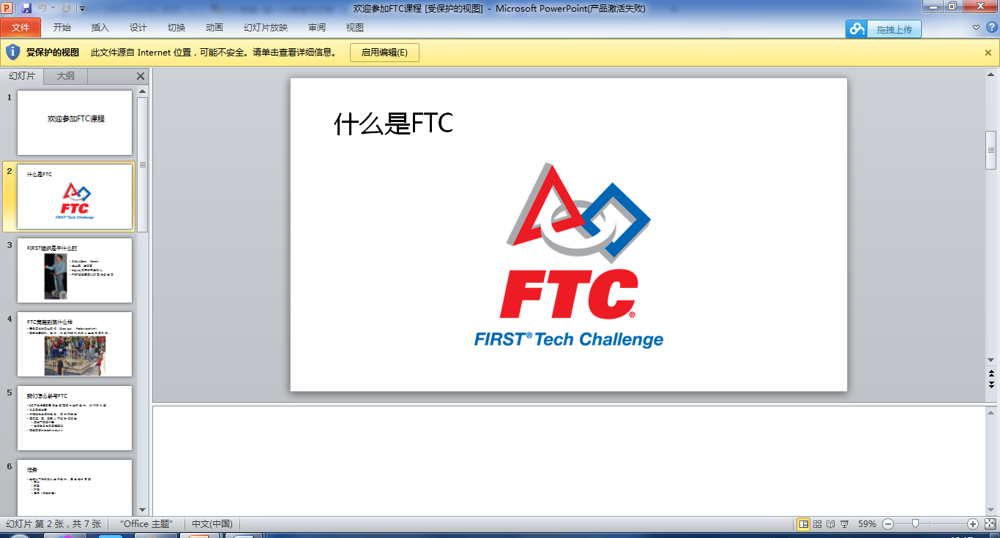 欢迎参加FTC课程 [受保护的视图] - Microsoft PowerPoint(产品激活失败)
文件 开始 插入 设计 切换 动画 幻灯片放映 审阅 视图 拖拽上传
受保护的视图 此文件源自 Internet 位置，可能不安全。请单击查看详细信息。 启用编辑(E)
幻灯片 大纲
1
欢迎参加FTC课程
2
什么是FTC
FTC
FIRST® Tech Challenge
3
FIRST组织是干什么的
4
FTC竞赛到底什么样
5
我们怎么参与FTC
6
任务
什么是FTC
FTC®
FIRST® Tech Challenge
幻灯片 第 2 张，共 7 张 “Office 主题” 中文(中国) 59%